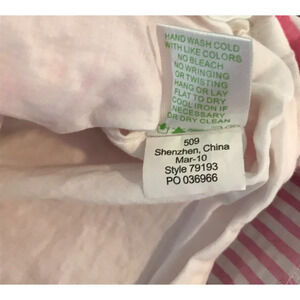 HAND WASH COLD
WITH LIKE COLORS
NO BLEACH
NO WRINGING
OR TWISTING
HANG OR LAY
FLAT TO DRY
COOL IRON IF
NECESSARY
OR DRY CLEAN
509
Shenzhen, China
Mar-10
Style 79193
PO 036966